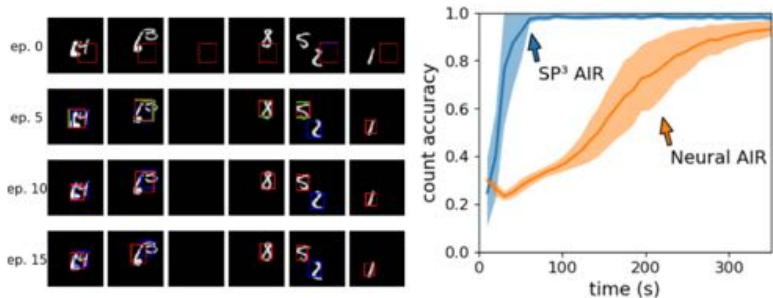 ep. 0
ep. 5
ep. 10
ep. 15
count accuracy
1.0
0.8
0.6
0.4
0.2
0.0
SP³ AIR
Neural AIR
0 100 200 300
time (s)